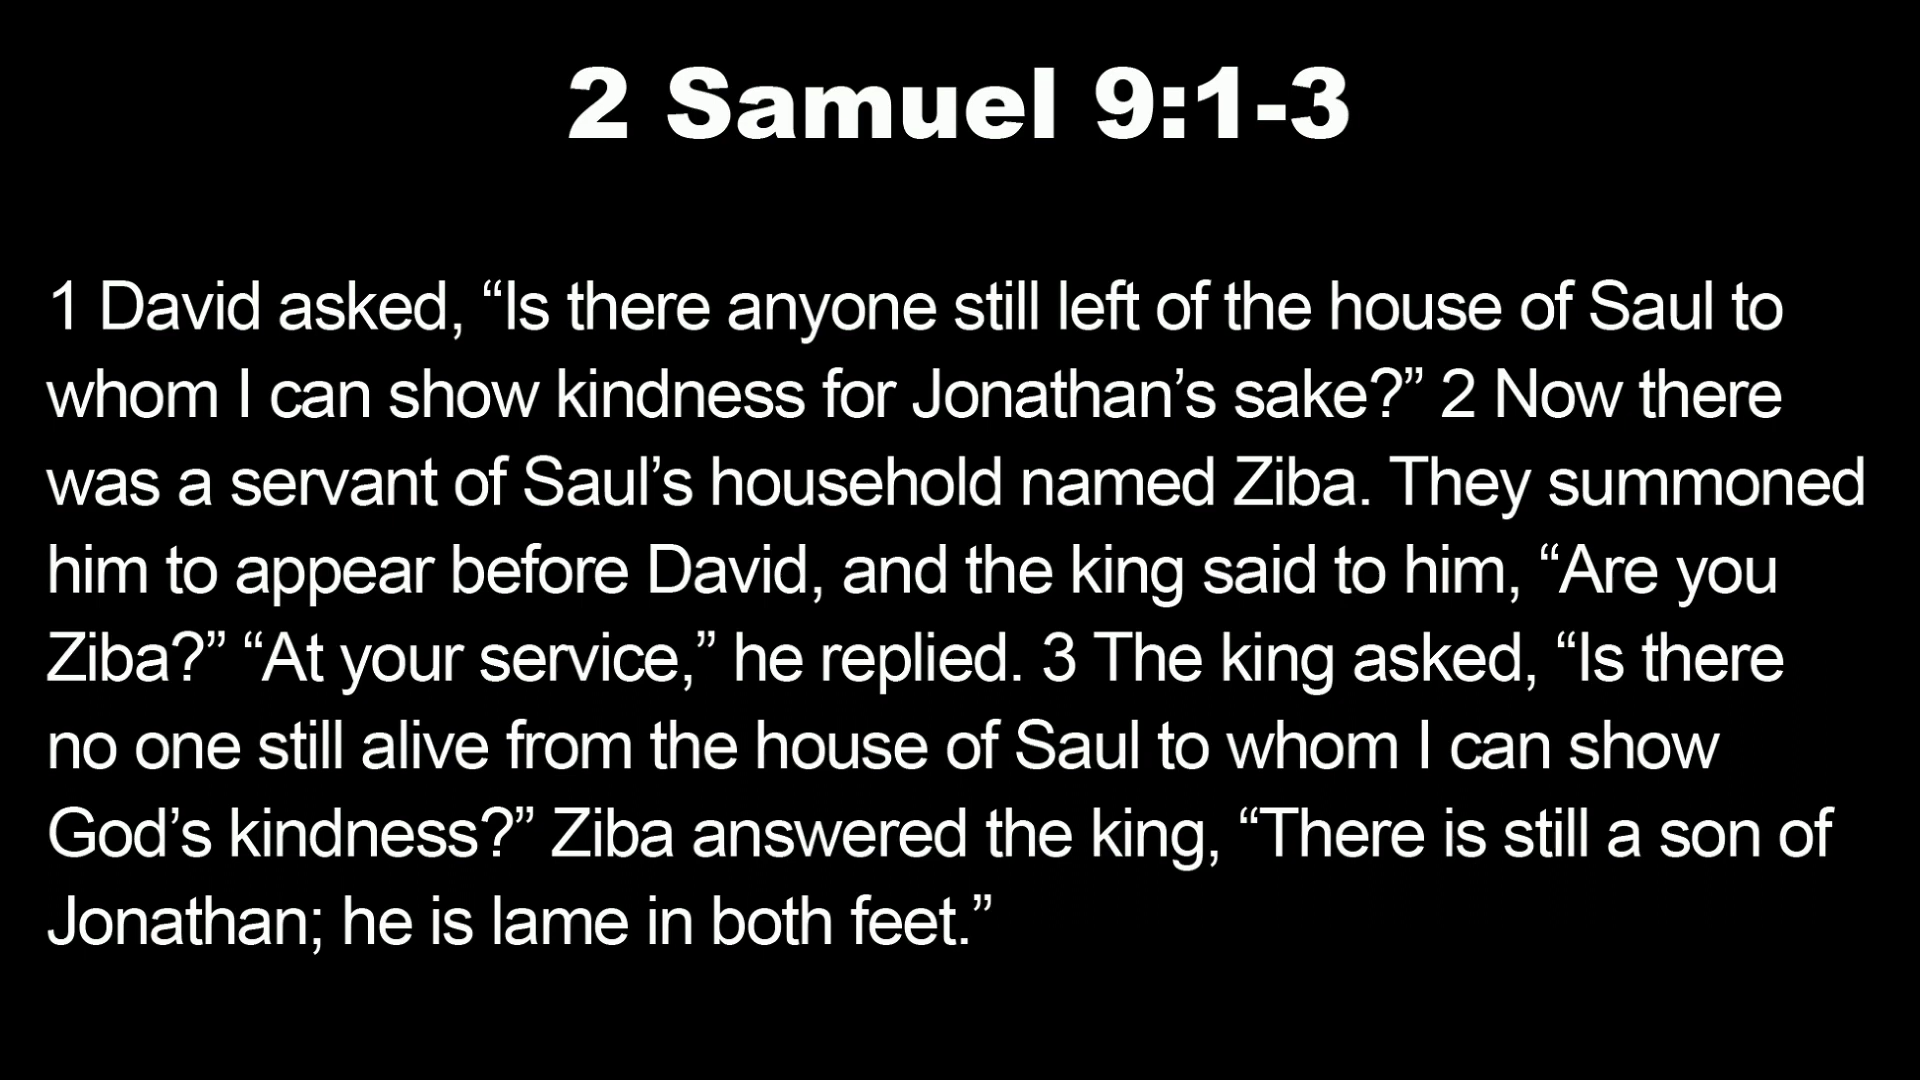 2 Samuel 9:1-3
1 David asked, “Is there anyone still left of the house of Saul to
whom I can show kindness for Jonathan’s sake?” 2 Now there
was a servant of Saul’s household named Ziba. They summoned
him to appear before David, and the king said to him, “Are you
Ziba?” “At your service,” he replied. 3 The king asked, “Is there
no one still alive from the house of Saul to whom I can show
God’s kindness?” Ziba answered the king, “There is still a son of
Jonathan; he is lame in both feet.”